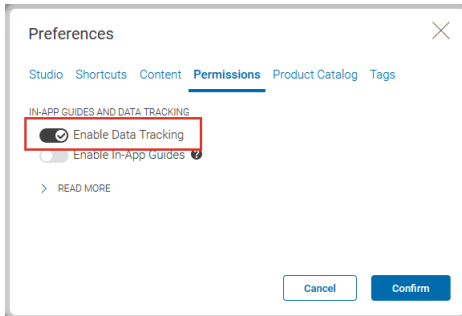 Preferences
Studio Shortcuts Content Permissions Product Catalog Tags
IN-APP GUIDES AND DATA TRACKING
Enable Data Tracking
Enable In-App Guides ?
> READ MORE
Cancel Confirm